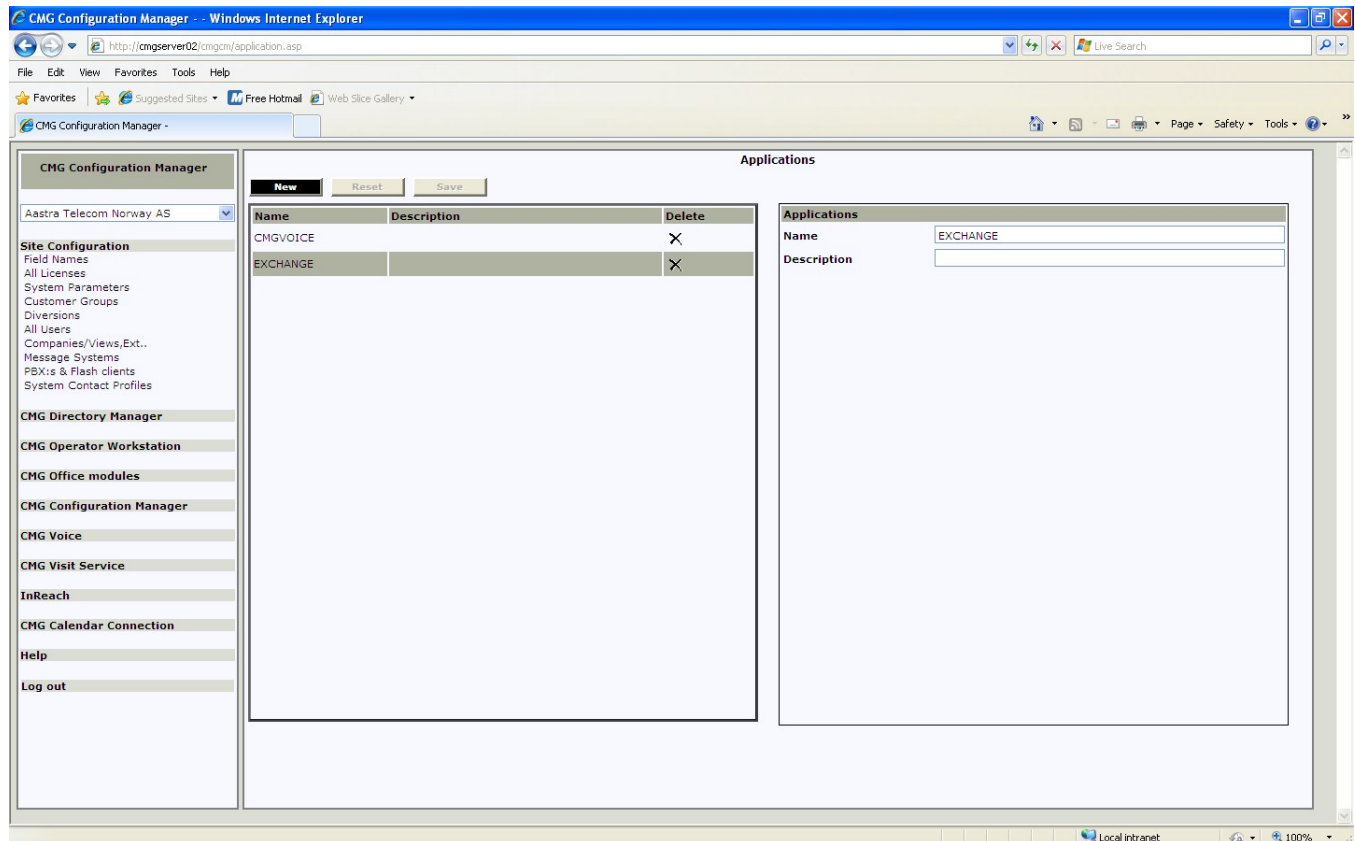 CMG Configuration Manager - - Windows Internet Explorer
http://cmgserver02/cmgcm/application.asp
Live Search
File Edit View Favorites Tools Help
Favorites Suggested Sites Free Hotmail Web Slice Gallery
CMG Configuration Manager -
Page Safety Tools »
CMG Configuration Manager
Aastra Telecom Norway AS
Site Configuration
Field Names
All Licenses
System Parameters
Customer Groups
Diversions
All Users
Companies/Views,Ext..
Message Systems
PBX:s & Flash clients
System Contact Profiles
CMG Directory Manager
CMG Operator Workstation
CMG Office modules
CMG Configuration Manager
CMG Voice
CMG Visit Service
InReach
CMG Calendar Connection
Help
Log out
Applications
New Reset Save
Name Description Delete
CMGVOICE
EXCHANGE
Applications
Name EXCHANGE
Description
Local intranet 100%